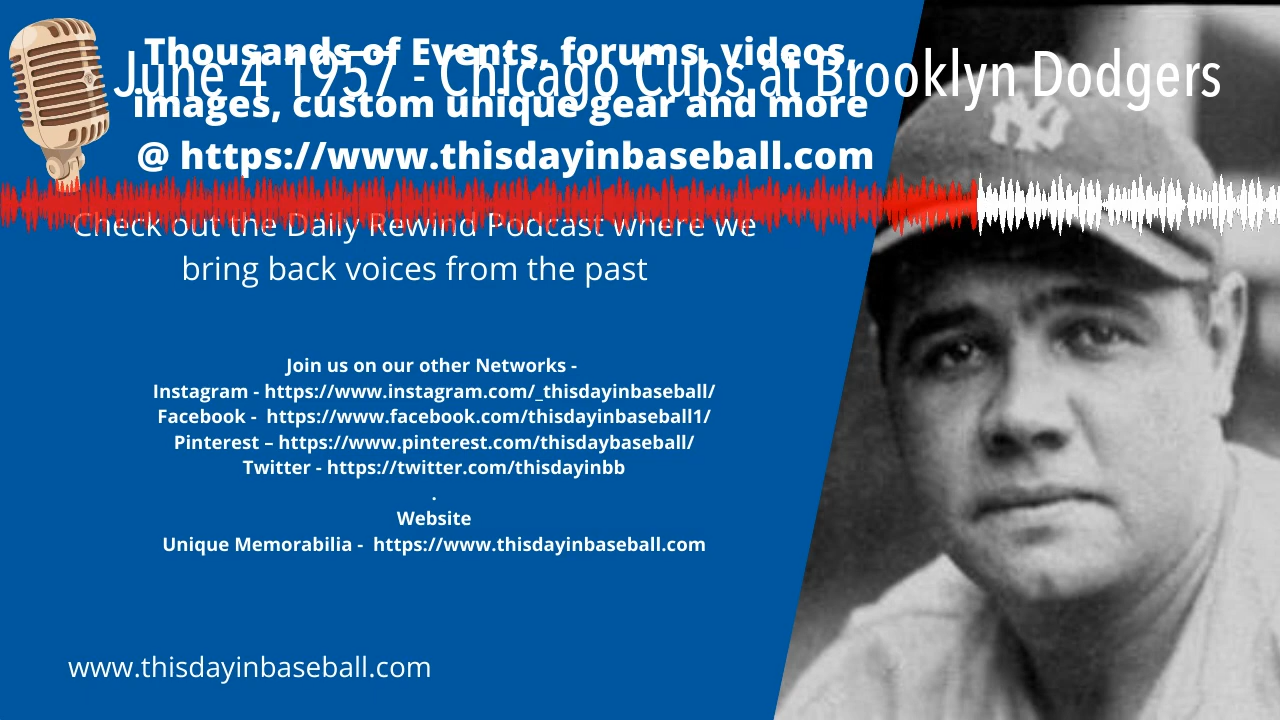 Thousands of Events, forums, videos,
June 4 1957 - Chicago Cubs at Brooklyn Dodgers
images, custom unique gear and more
@ https://www.thisdayinbaseball.com
Check out the Daily Rewind Podcast where we
bring back voices from the past
Join us on our other Networks -
Instagram - https://www.instagram.com/_thisdayinbaseball/
Facebook -  https://www.facebook.com/thisdayinbaseball1/
Pinterest – https://www.pinterest.com/thisdaybaseball/
Twitter - https://twitter.com/thisdayinbb
.
Website
Unique Memorabilia -  https://www.thisdayinbaseball.com
www.thisdayinbaseball.com
NY